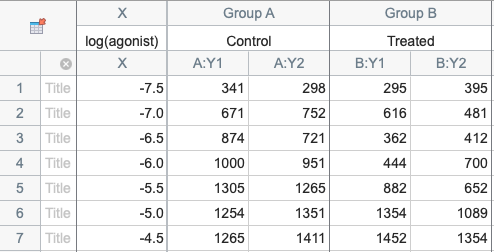 X Group A Group B
log(agonist) Control Treated
X A:Y1 A:Y2 B:Y1 B:Y2
1 Title -7.5 341 298 295 395
2 Title -7.0 671 752 616 481
3 Title -6.5 874 721 362 412
4 Title -6.0 1000 951 444 700
5 Title -5.5 1305 1265 882 652
6 Title -5.0 1254 1351 1354 1089
7 Title -4.5 1265 1411 1452 1354